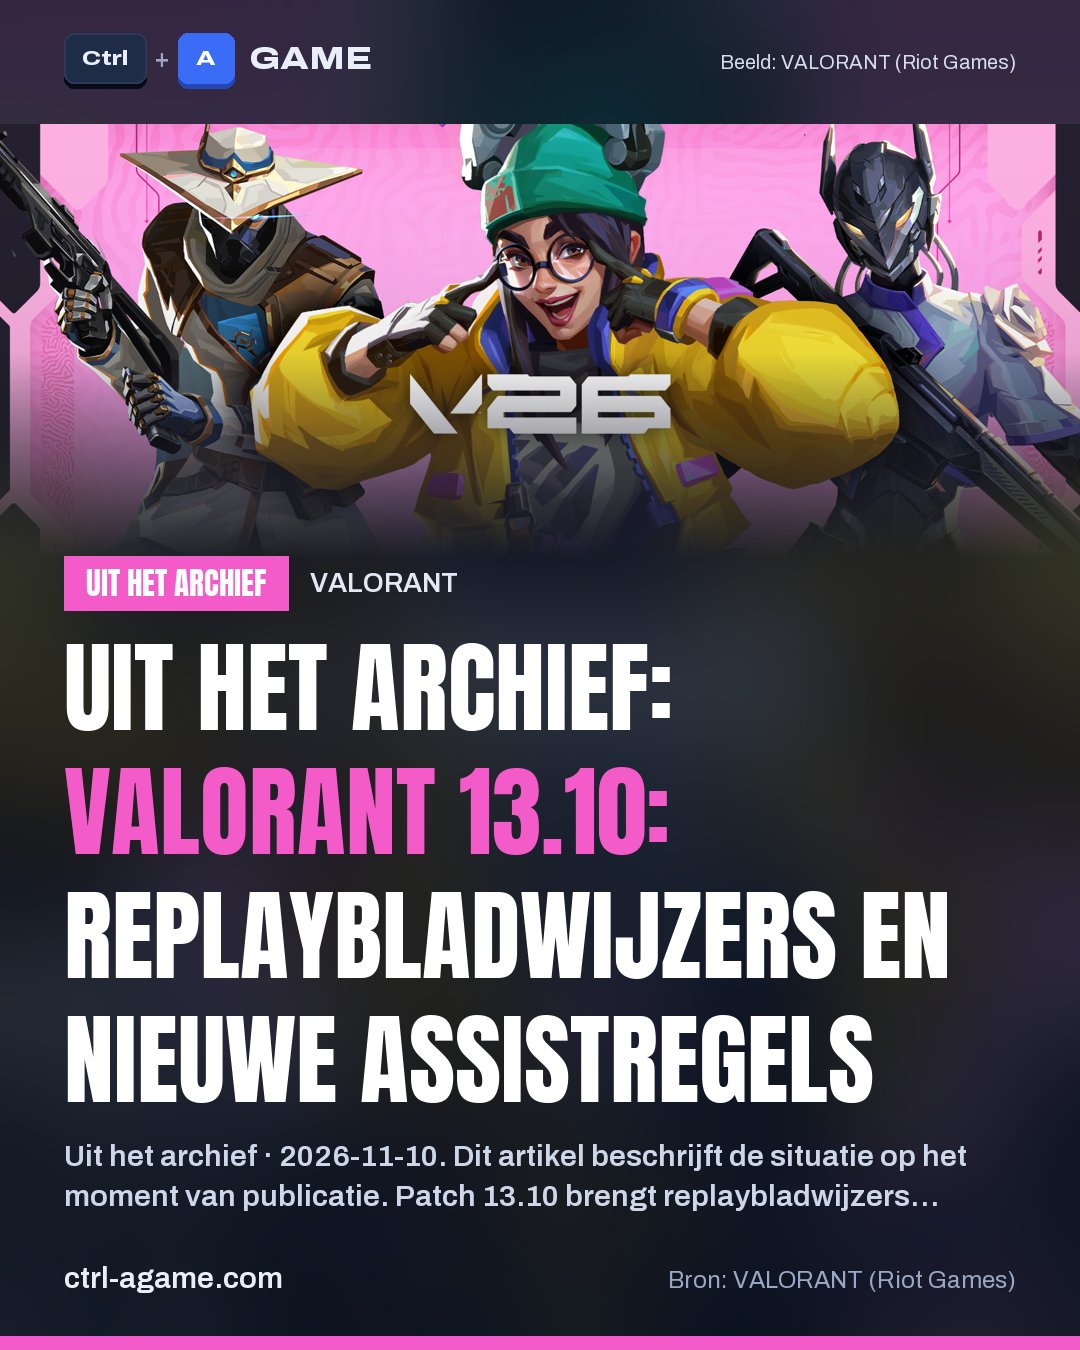 Ctrl + A GAME
Beeld: VALORANT (Riot Games)
V26
UIT HET ARCHIEF VALORANT
UIT HET ARCHIEF:
VALORANT 13.10:
REPLAYBLADWIJZERS EN
NIEUWE ASSISTREGELS
Uit het archief · 2026-11-10. Dit artikel beschrijft de situatie op het
moment van publicatie. Patch 13.10 brengt replaybladwijzers…
ctrl-agame.com
Bron: VALORANT (Riot Games)